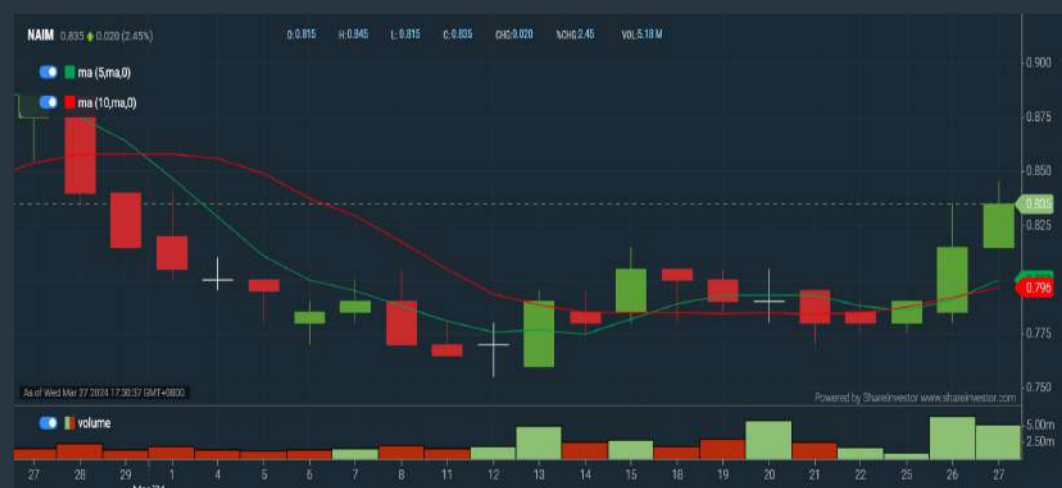 NAIM 0.835 0.020 (2.45%) O:0.815 H:0.845 L:0.815 C:0.835 CHG:0.020 %CHG:2.45 VOL:5.18 M
ma (5,ma,0)
ma (10,ma,0)
0.900
0.875
0.850
0.835
0.825
0.796
0.775
0.750
As of Wed Mar 27 2024 17:30:37 GMT+0800
Powered by ShareInvestor www.shareinvestor.com
volume
5.00m
2.50m
27 28 29 1 4 5 6 7 8 11 12 13 14 15 18 19 20 21 22 25 26 27